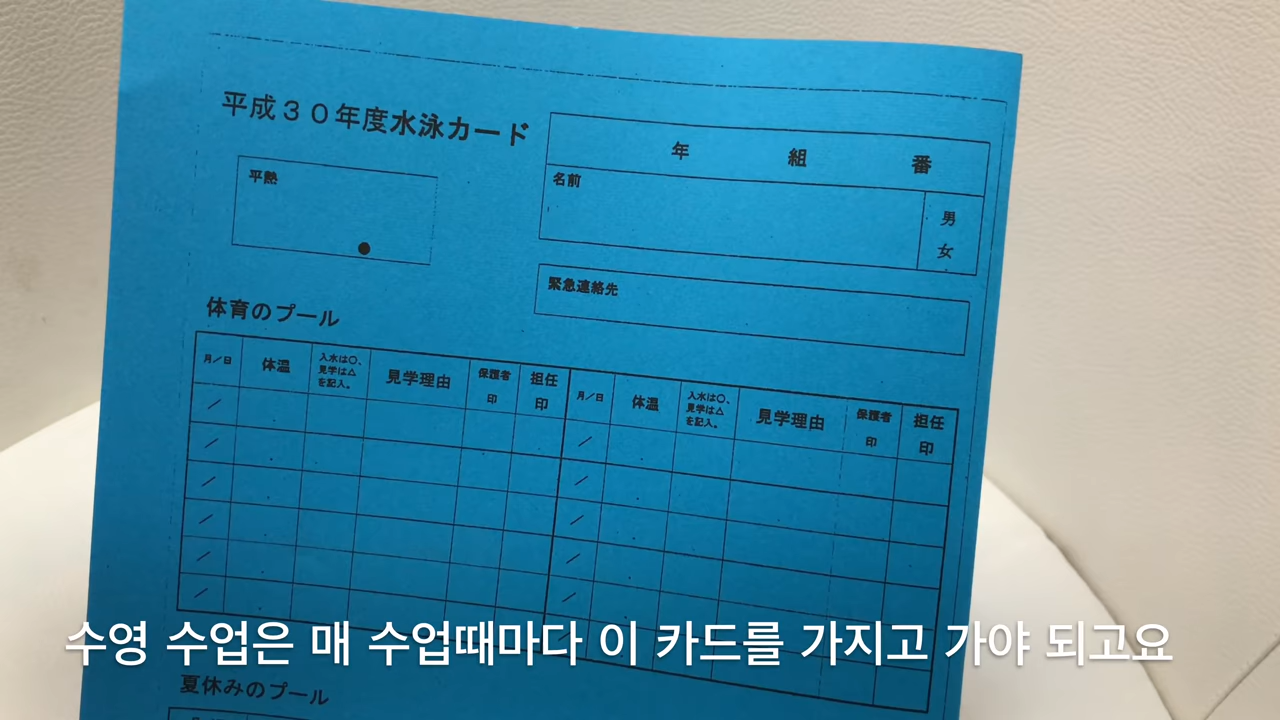 平成３０年度水泳カード
年 組 番
平熱
名前
男
女
緊急連絡先
体育のプール
月／日 体温 入水は〇、見学は△を記入。 見学理由 保護者印 担任印 月／日 体温 入水は〇、見学は△を記入。 見学理由 保護者印 担任印
／ ／
／ ／
／ ／
／ ／
／ ／
／ ／
수영 수업은 매 수업때마다 이 카드를 가지고 가야 되고요
夏休みのプール